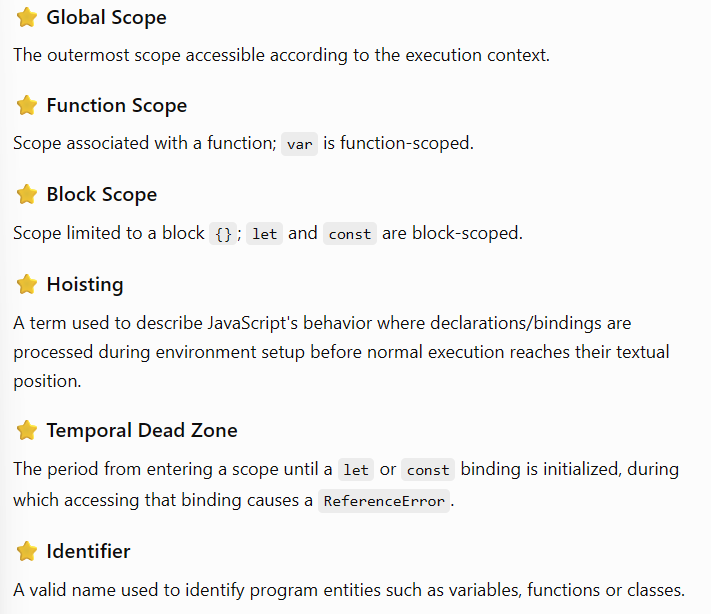 Global Scope
The outermost scope accessible according to the execution context.
Function Scope
Scope associated with a function; var is function-scoped.
Block Scope
Scope limited to a block {}; let and const are block-scoped.
Hoisting
A term used to describe JavaScript's behavior where declarations/bindings are
processed during environment setup before normal execution reaches their textual
position.
Temporal Dead Zone
The period from entering a scope until a let or const binding is initialized, during
which accessing that binding causes a ReferenceError.
Identifier
A valid name used to identify program entities such as variables, functions or classes.